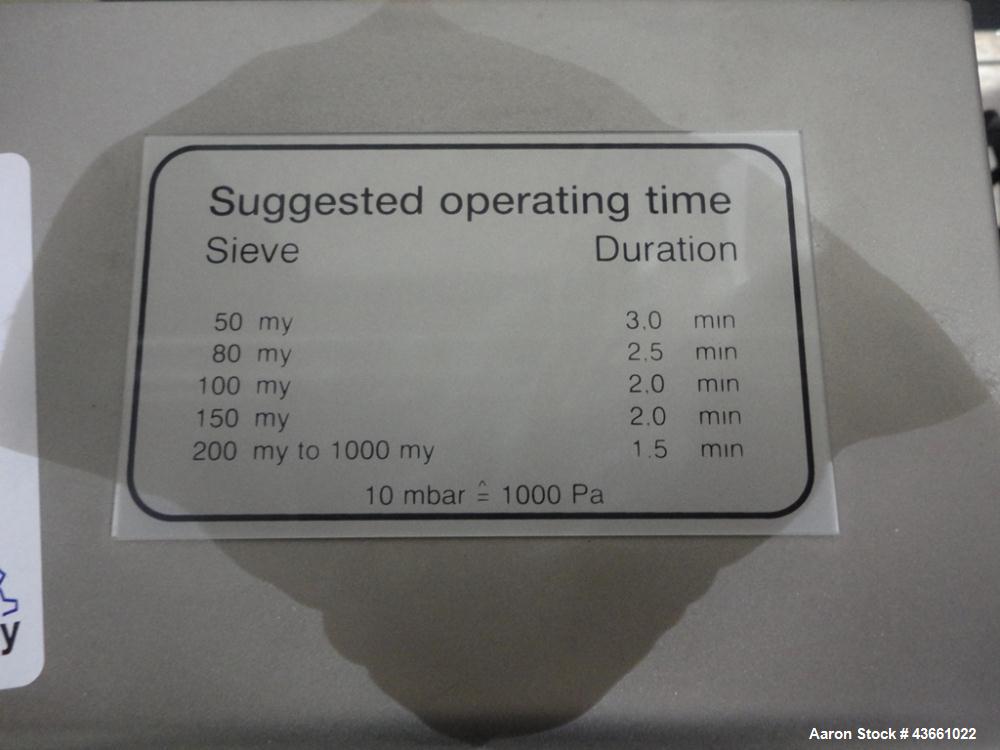 Suggested operating time
Sieve Duration
50 my 3.0 min
80 my 2.5 min
100 my 2.0 min
150 my 2.0 min
200 my to 1000 my 1.5 min
10 mbar ≙ 1000 Pa
y
Aaron Stock # 43661022